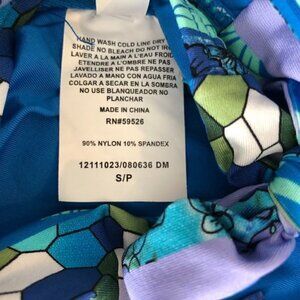 HAND WASH COLD LINE DRY
SHADE NO BLEACH DO NOT IRON
LAVER A LA MAIN A L'EAU FROIDE
ETENDRE A L'OMBRE NE PAS
JAVELLISER NE PAS REPASSER
LAVADO A MANO CON AGUA FRIA
COLGAR A SECAR EN LA SOMBRA
NO USE BLANQUEADOR NO
PLANCHAR
MADE IN CHINA
RN#59526
90% NYLON 10% SPANDEX
12111023/080636 DM
S/P